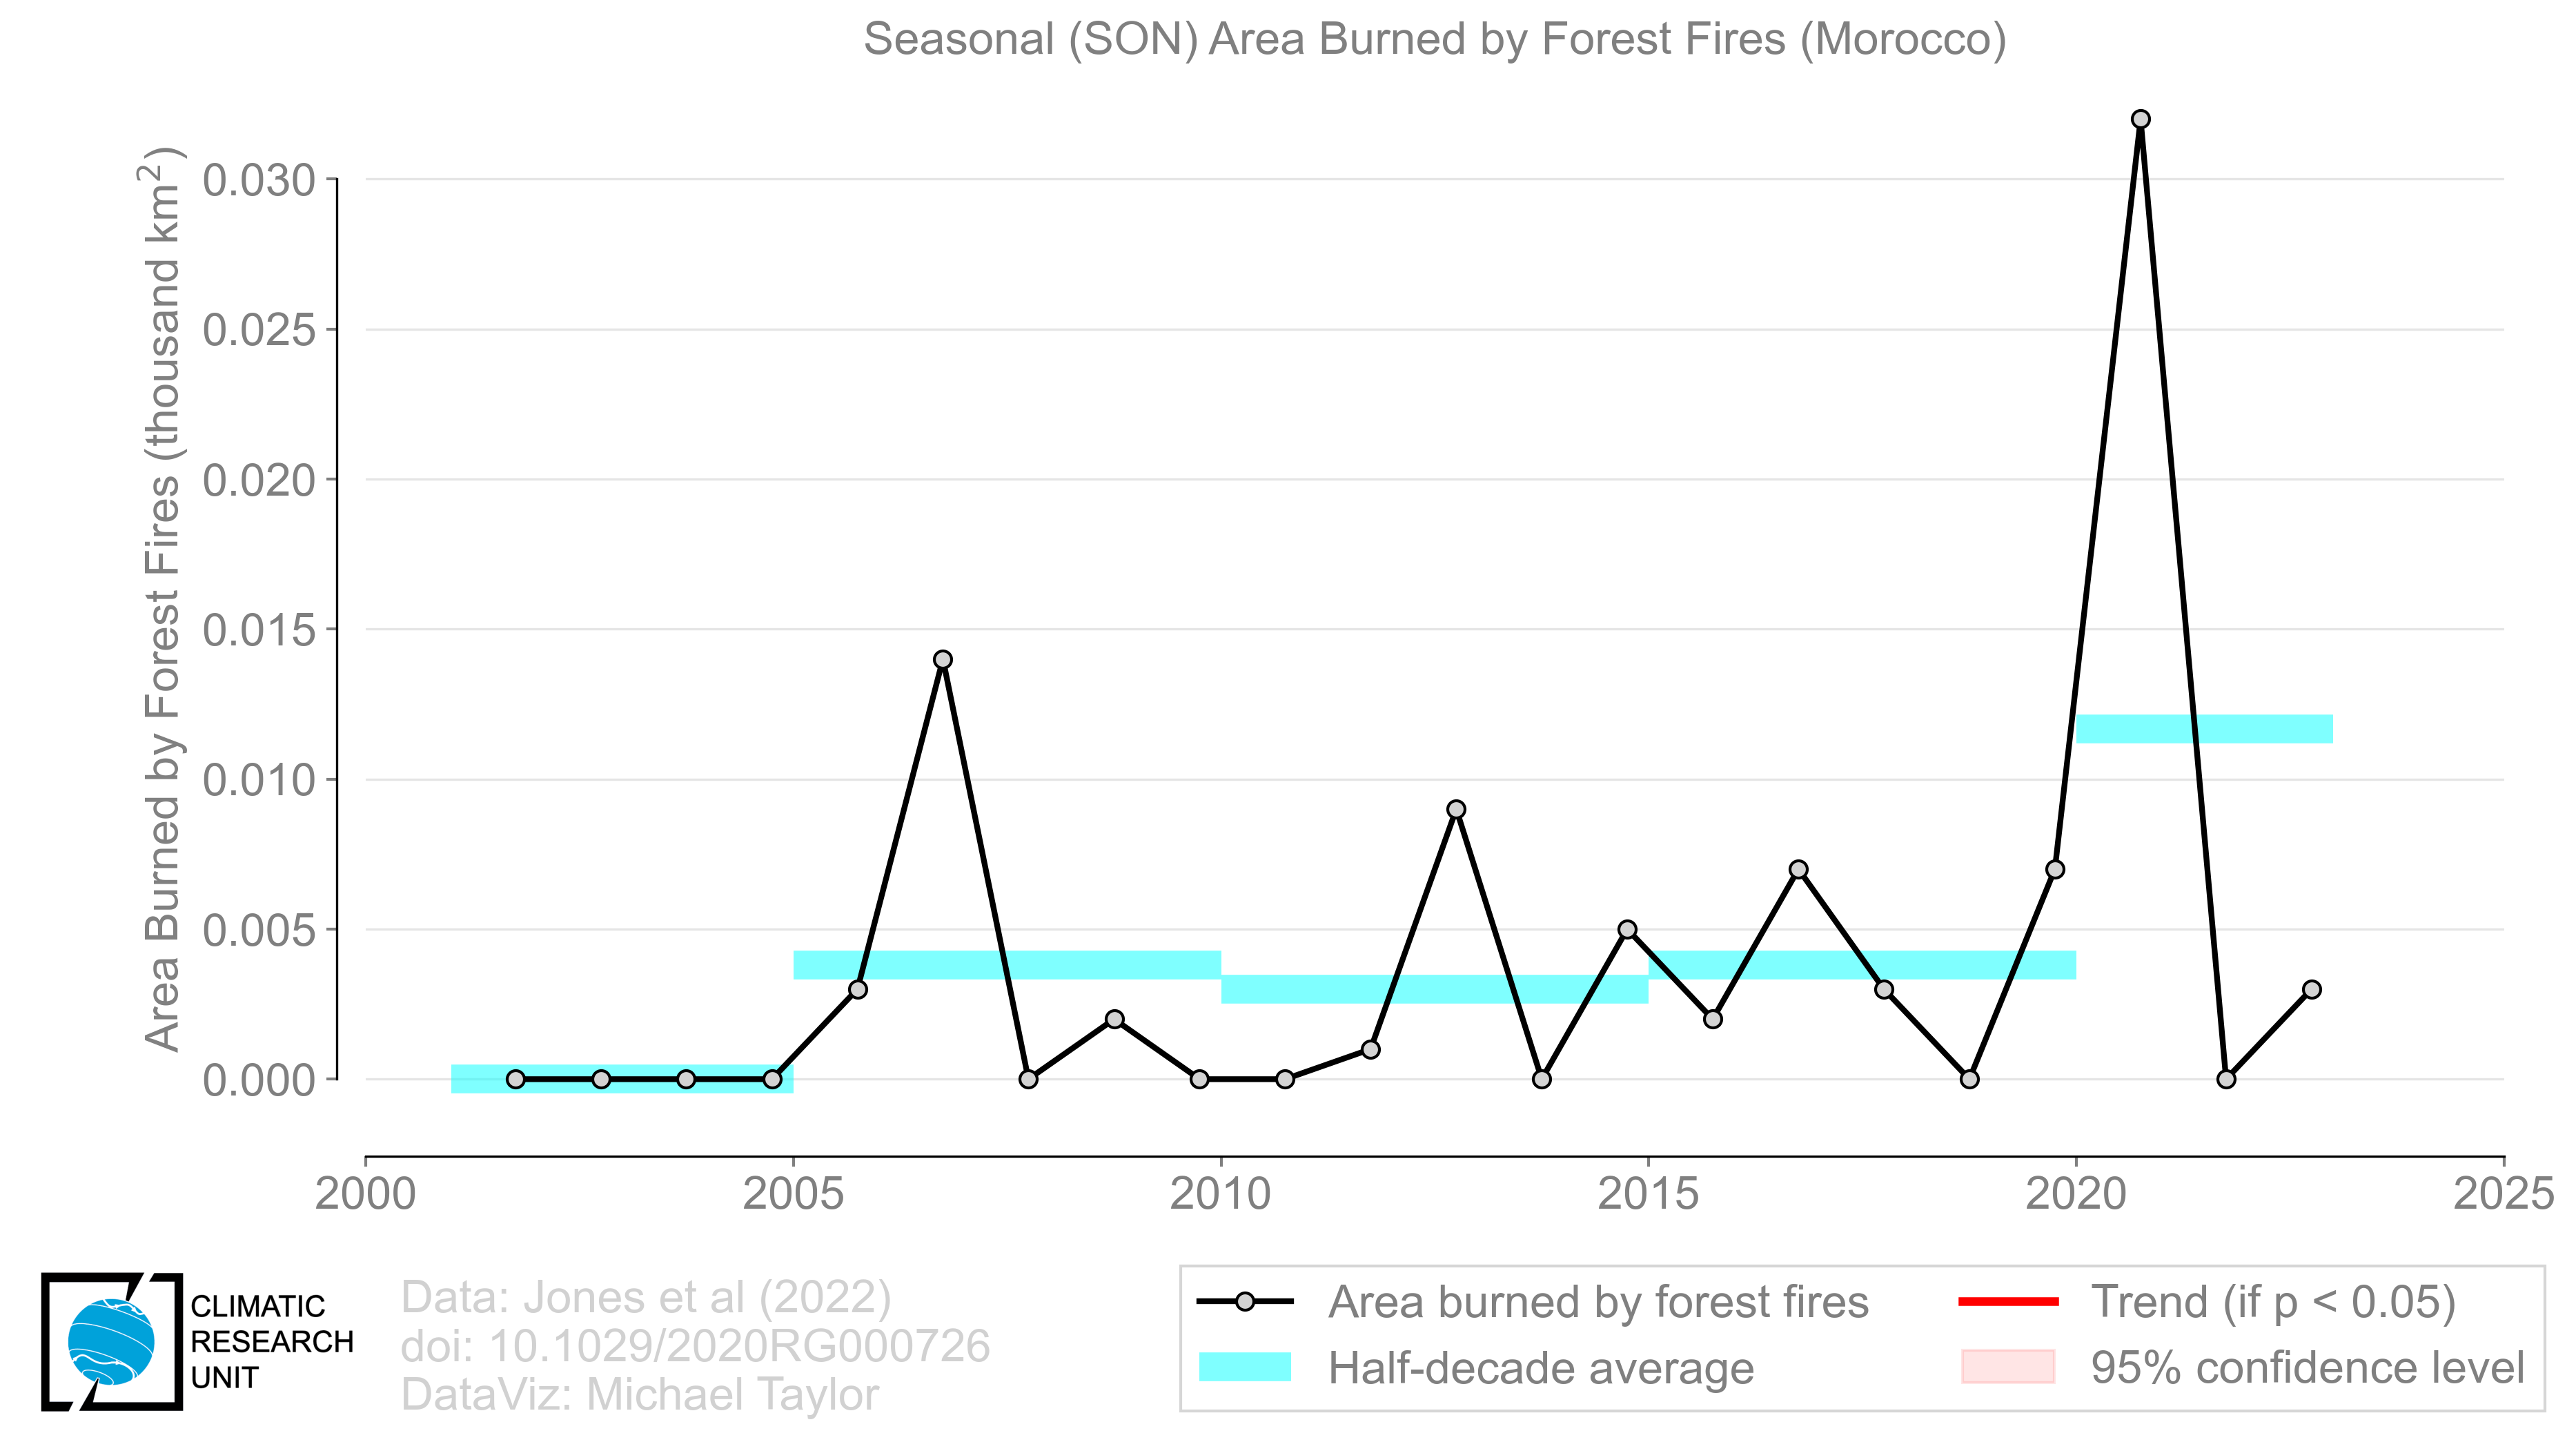 Seasonal (SON) Area Burned by Forest Fires (Morocco)
Area Burned by Forest Fires (thousand km²)
0.030
0.025
0.020
0.015
0.010
0.005
0.000
2000 2005 2010 2015 2020 2025
CLIMATIC
RESEARCH
UNIT
Data: Jones et al (2022)
doi: 10.1029/2020RG000726
DataViz: Michael Taylor
Area burned by forest fires
Half-decade average
Trend (if p < 0.05)
95% confidence level